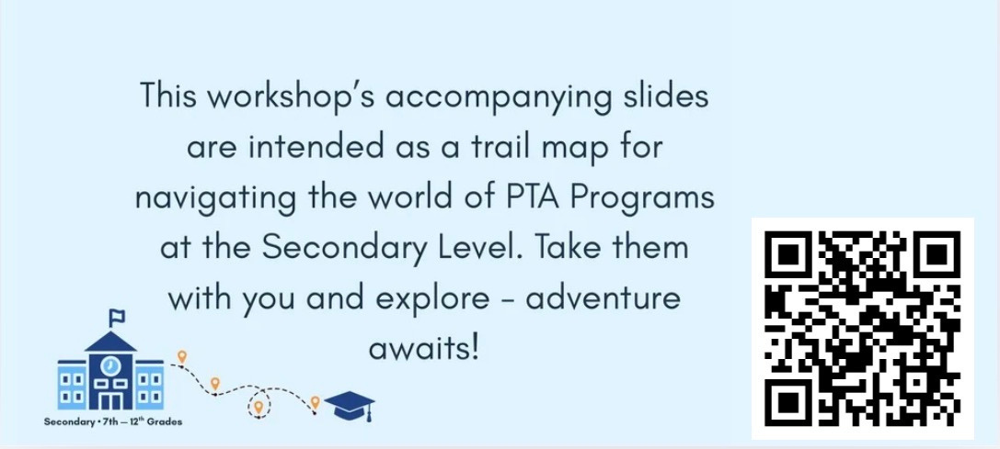 This workshop’s accompanying slides
are intended as a trail map for
navigating the world of PTA Programs
at the Secondary Level. Take them
with you and explore – adventure
awaits!
Secondary • 7th — 12th Grades